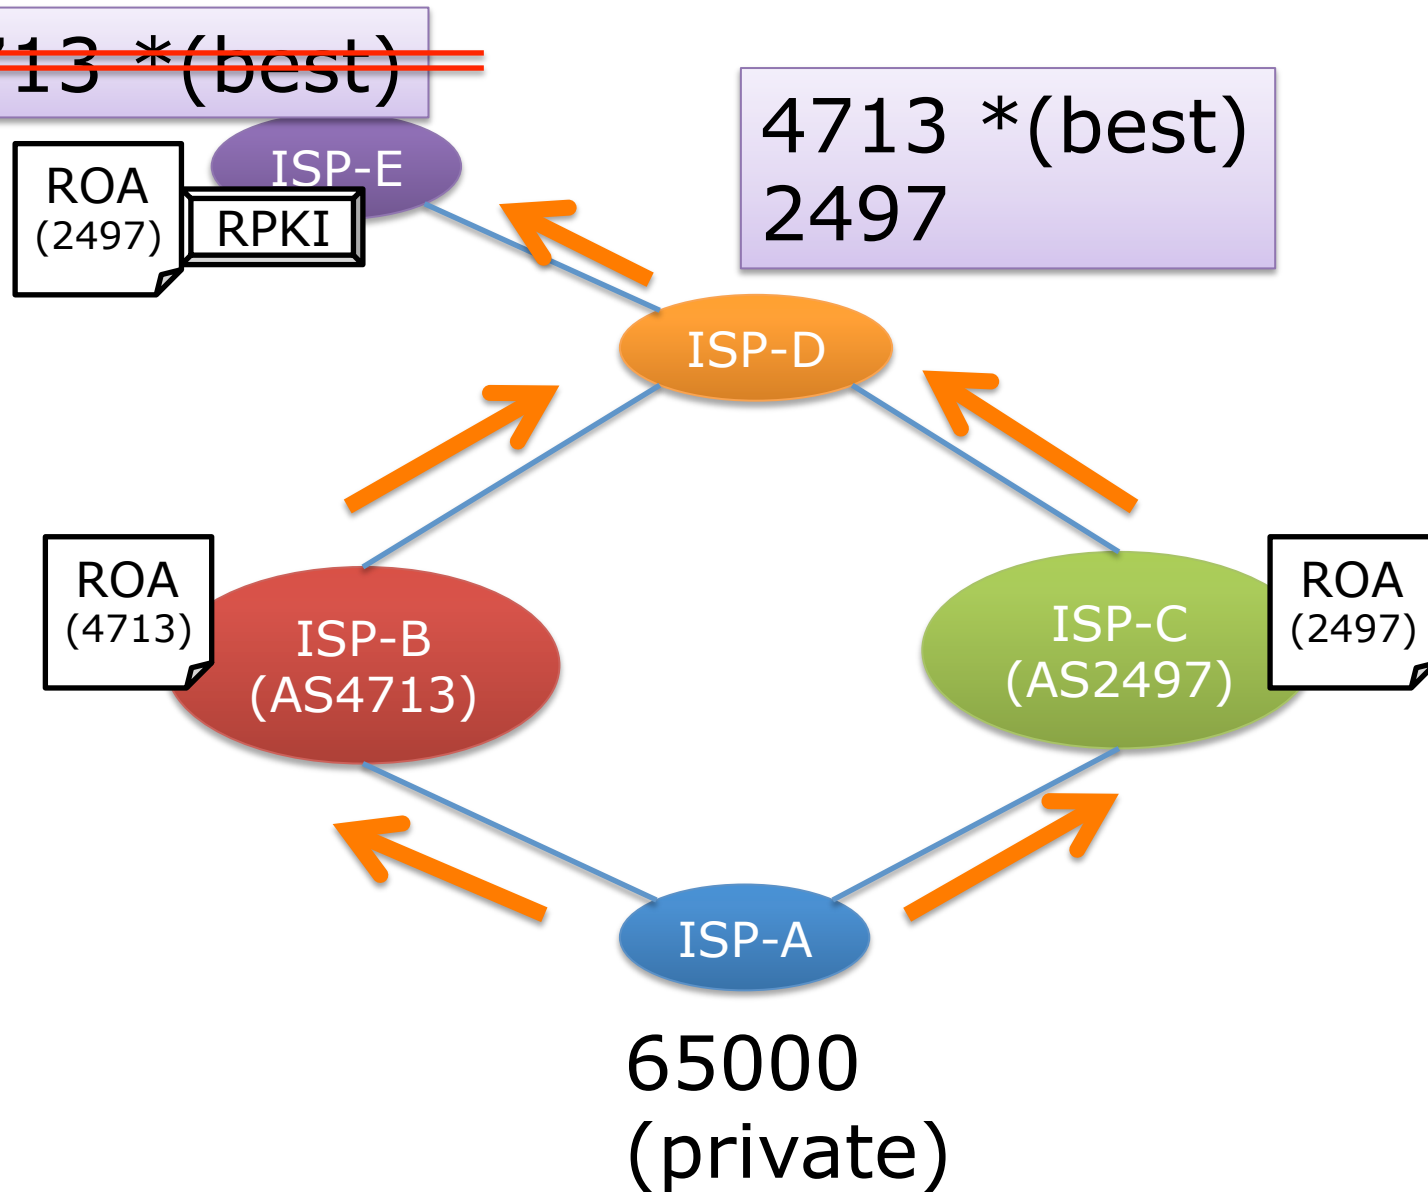 713 *(best)
4713 *(best)
2497
ISP-E
ROA
(2497)
RPKI
ISP-D
ROA
(4713)
ISP-B
(AS4713)
ISP-C
(AS2497)
ROA
(2497)
ISP-A
65000
(private)